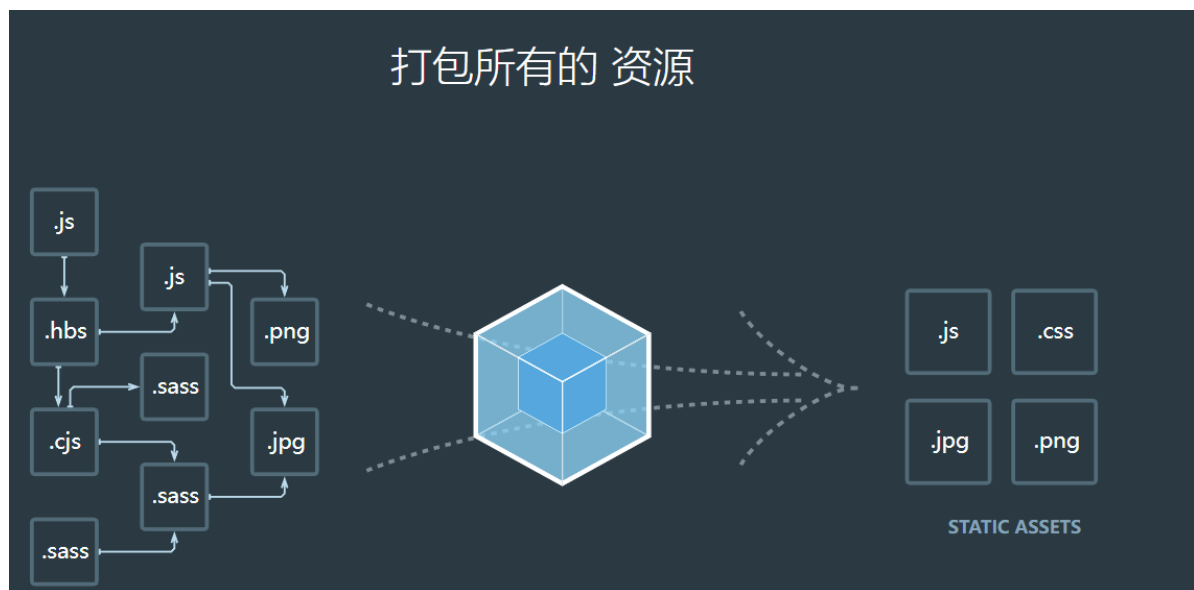 打包所有的 资源
.js
.js
.hbs
.png
.sass
.cjs
.jpg
.sass
.sass
.js
.css
.jpg
.png
STATIC ASSETS